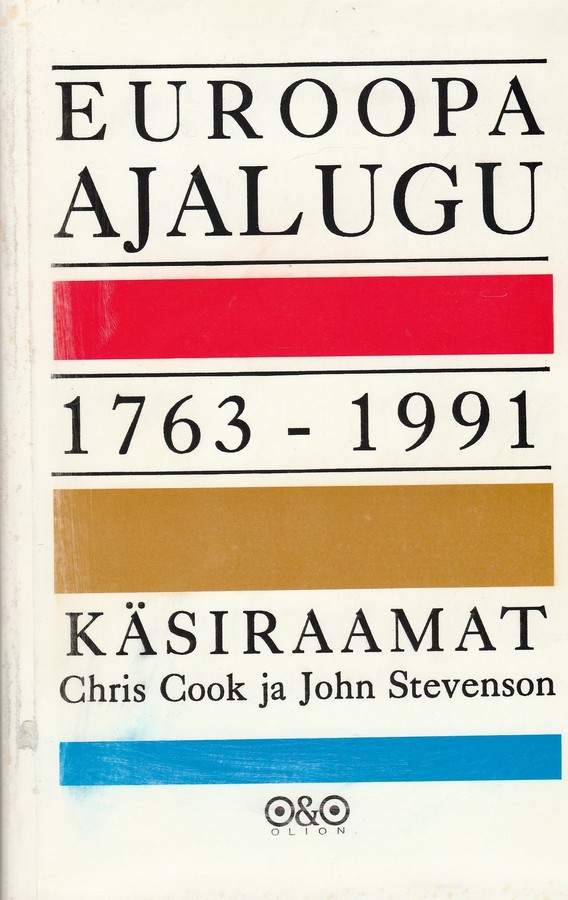 EUROOPA
AJALUGU
1763 - 1991
KÄSIRAAMAT
Chris Cook ja John Stevenson
O&O
OLION